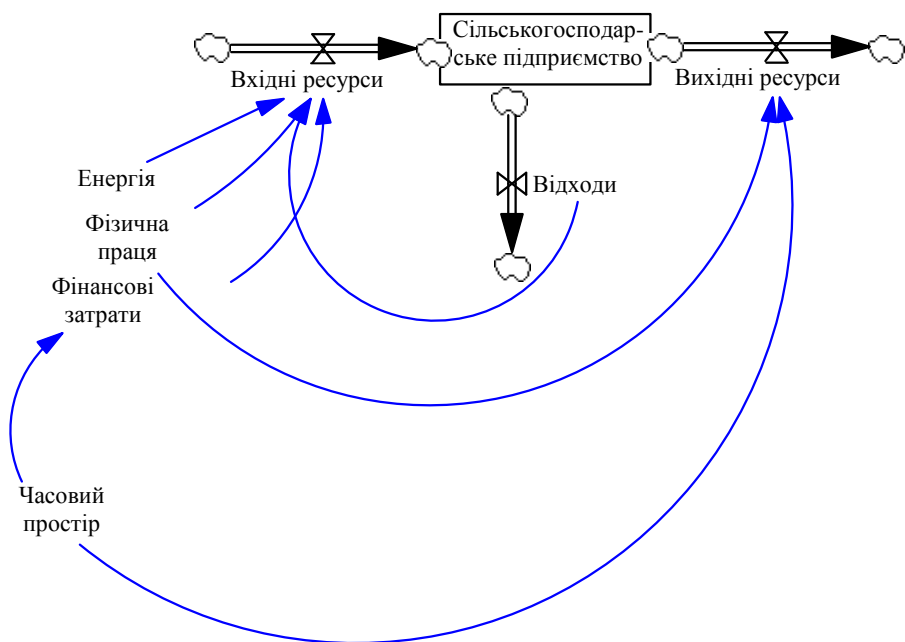 Сільськогосподар-
ське підприємство
Вхідні ресурси
Вихідні ресурси
Енергія
Відходи
Фізична
праця
Фінансові
затрати
Часовий
простір